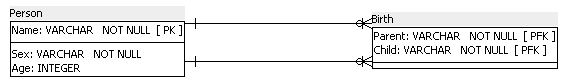 Person
Name: VARCHAR NOT NULL [ PK ]
Sex: VARCHAR NOT NULL
Age: INTEGER
Birth
Parent: VARCHAR NOT NULL [ PFK ]
Child: VARCHAR NOT NULL [ PFK ]